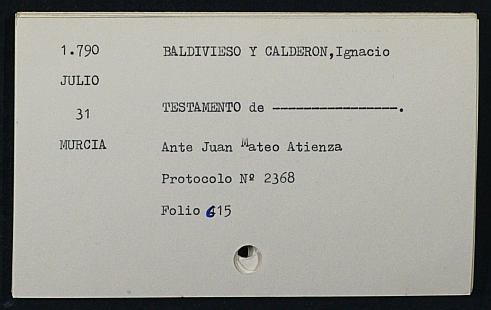 1.790 BALDIVIESO Y CALDERON,Ignacio
JULIO
31 TESTAMENTO de ----------------.
MURCIA Ante Juan Mateo Atienza
Protocolo Nº 2368
Folio 615